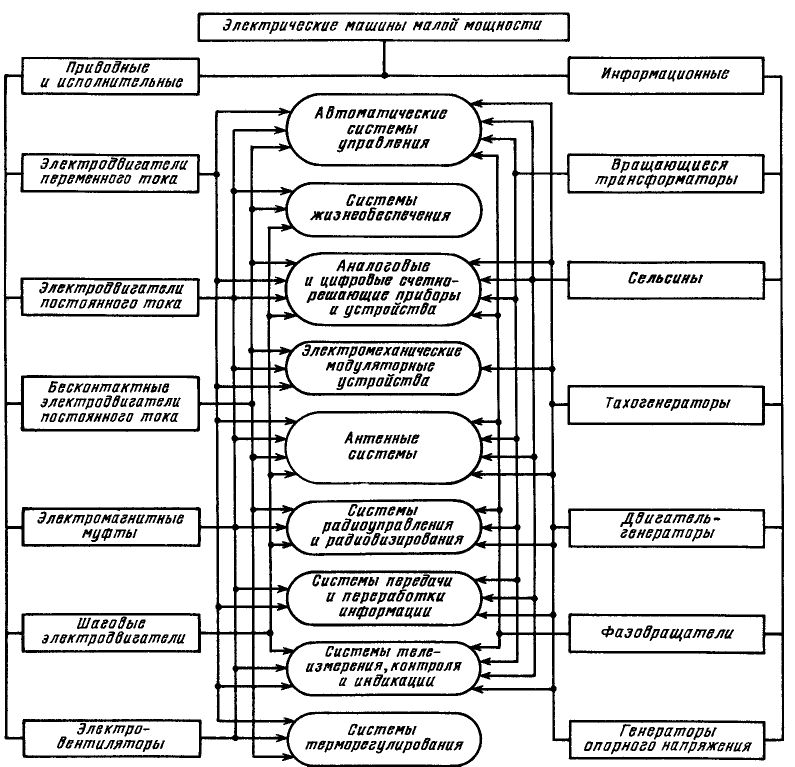 Электрические машины малой мощности
Приводные
и исполнительные
Информационные
Автоматические
системы
управления
Электродвигатели
переменного тока
Вращающиеся
трансформаторы
Системы
жизнеобеспечения
Электродвигатели
постоянного тока
Аналоговые
и цифровые счетно-
решающие приборы
и устройства
Сельсины
Электромеханические
модуляторные
устройства
Бесконтактные
электродвигатели
постоянного тока
Тахогенераторы
Антенные
системы
Электромагнитные
муфты
Системы
радиоуправления
и радиовизирования
Двигатель-
генераторы
Системы передачи
и переработки
информации
Шаговые
электродвигатели
Фазовращатели
Системы теле-
измерения, контроля
и индикации
Электро-
вентиляторы
Системы
терморегулирования
Генераторы
опорного напряжения